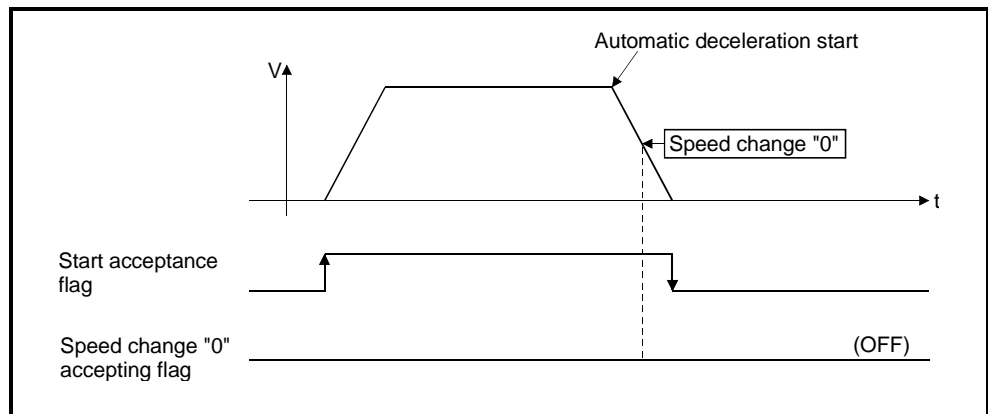 Automatic deceleration start
V
Speed change "0"
t
Start acceptance
flag
Speed change "0"
accepting flag
(OFF)